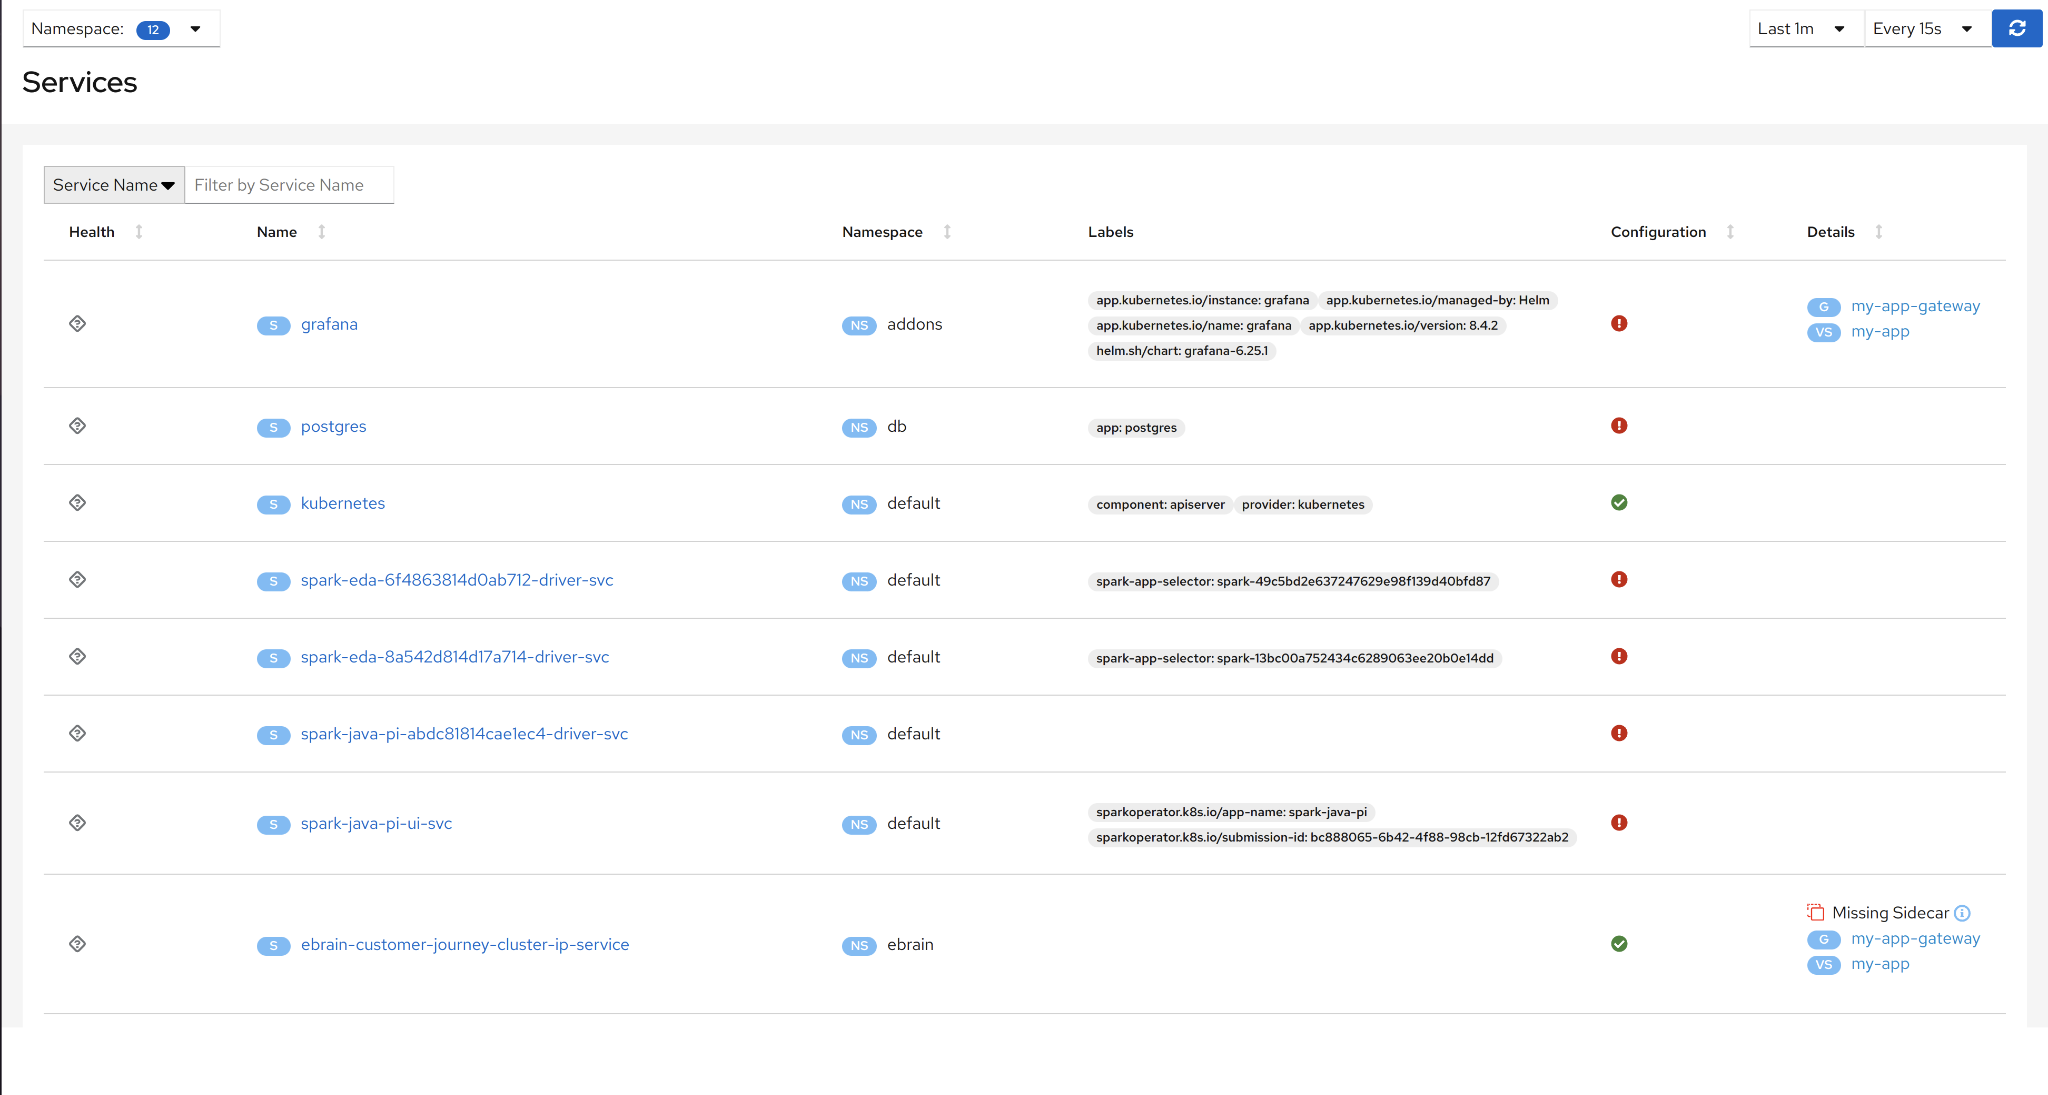 Namespace: 12
Last 1m Every 15s
Services
Service Name Filter by Service Name
Health Name Namespace Labels Configuration Details
S grafana NS addons
app.kubernetes.io/instance: grafana app.kubernetes.io/managed-by: Helm
app.kubernetes.io/name: grafana app.kubernetes.io/version: 8.4.2
helm.sh/chart: grafana-6.25.1
G my-app-gateway
VS my-app
S postgres NS db app: postgres
S kubernetes NS default component: apiserver provider: kubernetes
S spark-eda-6f4863814d0ab712-driver-svc NS default spark-app-selector: spark-49c5bd2e637247629e98f139d40bfd87
S spark-eda-8a542d814d17a714-driver-svc NS default spark-app-selector: spark-13bc00a752434c6289063ee20b0e14dd
S spark-java-pi-abdc81814cae1ec4-driver-svc NS default
S spark-java-pi-ui-svc NS default
sparkoperator.k8s.io/app-name: spark-java-pi
sparkoperator.k8s.io/submission-id: bc888065-6b42-4f88-98cb-12fd67322ab2
S ebrain-customer-journey-cluster-ip-service NS ebrain
Missing Sidecar
G my-app-gateway
VS my-app